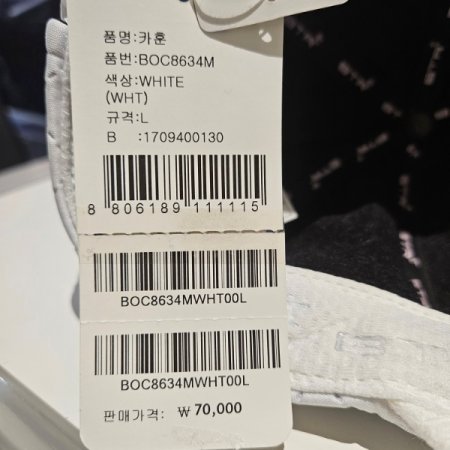 품명:카훈
품번:BOC8634M
색상:WHITE
(WHT)
규격:L
B :1709400130
8 806189 111115
BOC8634MWHT00L
BOC8634MWHT00L
판매가격: ₩ 70,000